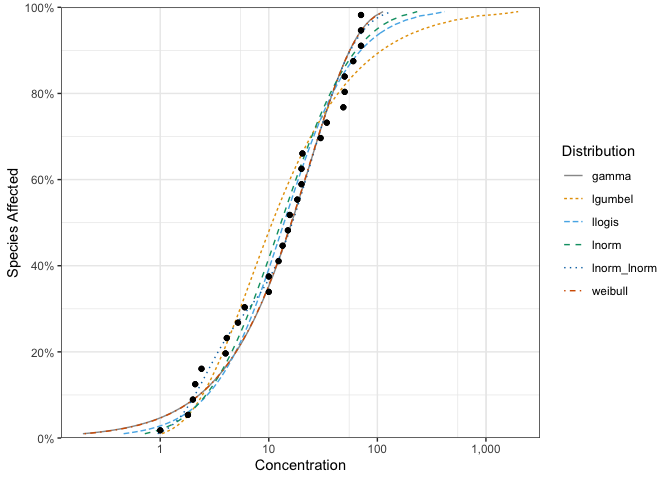 100%
80%
60%
40%
20%
0%
Species Affected
1
10
100
1,000
Concentration
Distribution
gamma
lgumbel
llogis
lnorm
lnorm_lnorm
weibull